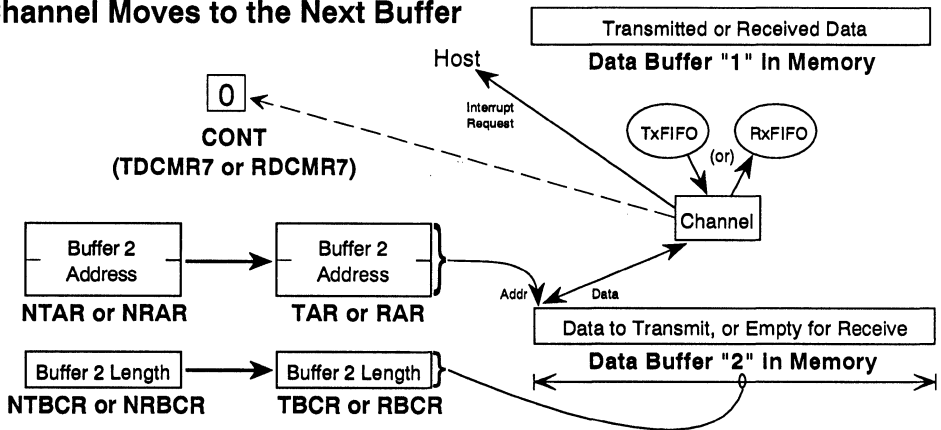 Channel Moves to the Next Buffer
Transmitted or Received Data
Data Buffer "1" in Memory
Host
Interrupt
Request
0
CONT
(TDCMR7 or RDCMR7)
TxFIFO
(or)
RxFIFO
Channel
Buffer 2
Address
NTAR or NRAR
Buffer 2
Address
TAR or RAR
Addr
Data
Data to Transmit, or Empty for Receive
Data Buffer "2" in Memory
Buffer 2 Length
NTBCR or NRBCR
Buffer 2 Length
TBCR or RBCR